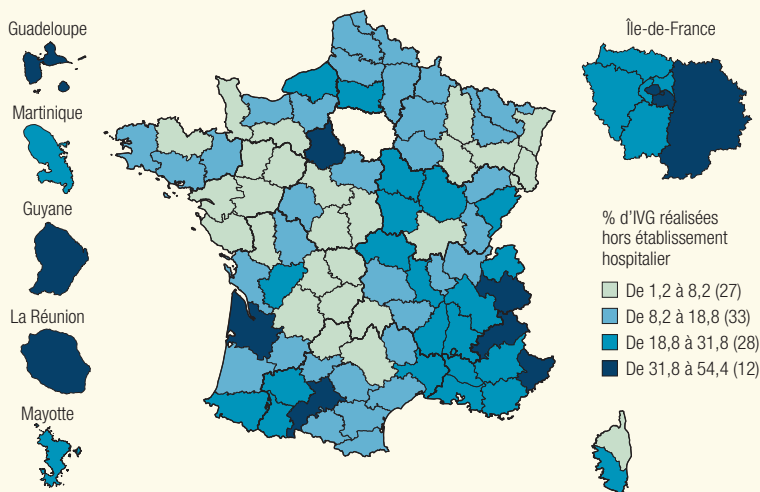 Guadeloupe
Martinique
Guyane
La Réunion
Mayotte
Île-de-France
% d'IVG réalisées
hors établissement
hospitalier
De 1,2 à 8,2 (27)
De 8,2 à 18,8 (33)
De 18,8 à 31,8 (28)
De 31,8 à 54,4 (12)